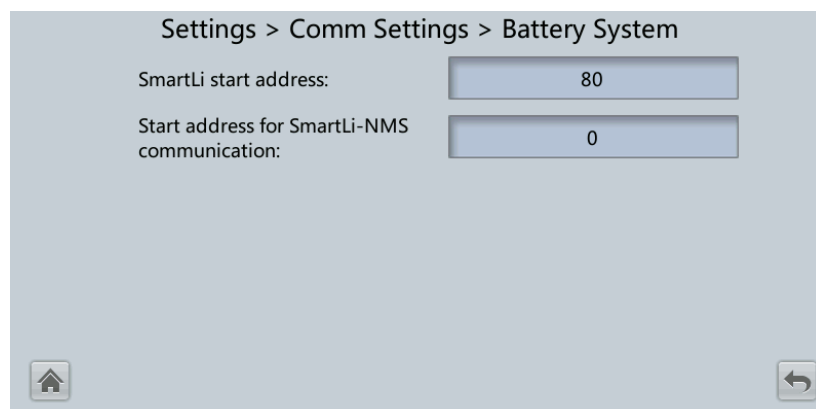 Settings > Comm Settings > Battery System
SmartLi start address:
80
Start address for SmartLi-NMS
communication:
0